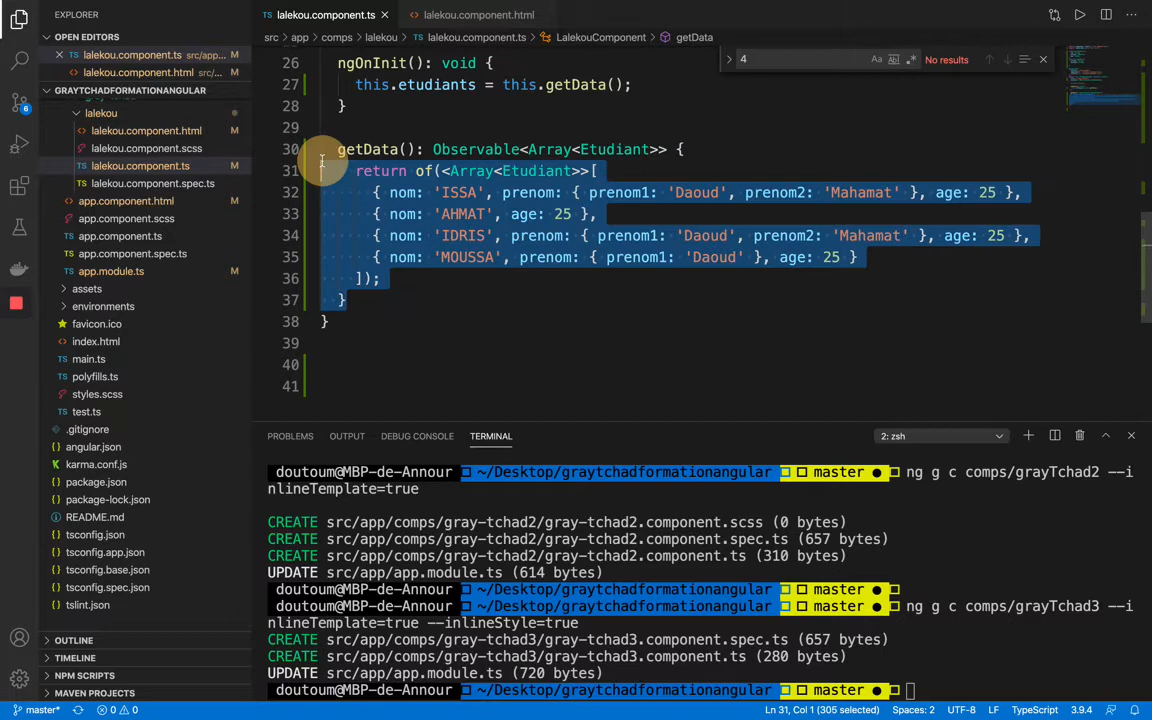 EXPLORER
OPEN EDITORS
lalekou.component.ts src/app... M
lalekou.component.html src/... M
GRAYTCHADFORMATIONANGULAR
lalekou
lalekou.component.html M
lalekou.component.scss
lalekou.component.ts M
lalekou.component.spec.ts
app.component.html M
app.component.scss
app.component.ts
app.component.spec.ts
app.module.ts M
assets
environments
favicon.ico
index.html
main.ts
polyfills.ts
styles.scss
test.ts
.gitignore
angular.json
karma.conf.js
package.json
package-lock.json
README.md
tsconfig.json
tsconfig.app.json
tsconfig.base.json
tsconfig.spec.json
tslint.json
OUTLINE
TIMELINE
NPM SCRIPTS
MAVEN PROJECTS
6
lalekou.component.ts lalekou.component.html
src > app > comps > lalekou > lalekou.component.ts > LalekouComponent > getData
4 Aa Abl .* No results
26 ngOnInit(): void {
27 this.etudiants = this.getData();
28 }
29
30 getData(): Observable<Array<Etudiant>> {
31 return of(<Array<Etudiant>>[
32 { nom: 'ISSA', prenom: { prenom1: 'Daoud', prenom2: 'Mahamat' }, age: 25 },
33 { nom: 'AHMAT', age: 25 },
34 { nom: 'IDRIS', prenom: { prenom1: 'Daoud', prenom2: 'Mahamat' }, age: 25 },
35 { nom: 'MOUSSA', prenom: { prenom1: 'Daoud' }, age: 25 }
36 ]);
37 }
38 }
39
40
41
PROBLEMS OUTPUT DEBUG CONSOLE TERMINAL 2: zsh
doutoum@MBP-de-Annour ~/Desktop/graytchadformationangular master ● ng g c comps/grayTchad2 --i
nlineTemplate=true
CREATE src/app/comps/gray-tchad2/gray-tchad2.component.scss (0 bytes)
CREATE src/app/comps/gray-tchad2/gray-tchad2.component.spec.ts (657 bytes)
CREATE src/app/comps/gray-tchad2/gray-tchad2.component.ts (310 bytes)
UPDATE src/app/app.module.ts (614 bytes)
doutoum@MBP-de-Annour ~/Desktop/graytchadformationangular master ●
doutoum@MBP-de-Annour ~/Desktop/graytchadformationangular master ● ng g c comps/grayTchad3 --i
nlineTemplate=true --inlineStyle=true
CREATE src/app/comps/gray-tchad3/gray-tchad3.component.spec.ts (657 bytes)
CREATE src/app/comps/gray-tchad3/gray-tchad3.component.ts (280 bytes)
UPDATE src/app/app.module.ts (720 bytes)
doutoum@MBP-de-Annour ~/Desktop/graytchadformationangular master ●
master* 0 0 Ln 31, Col 1 (305 selected) Spaces: 2 UTF-8 LF TypeScript 3.9.4